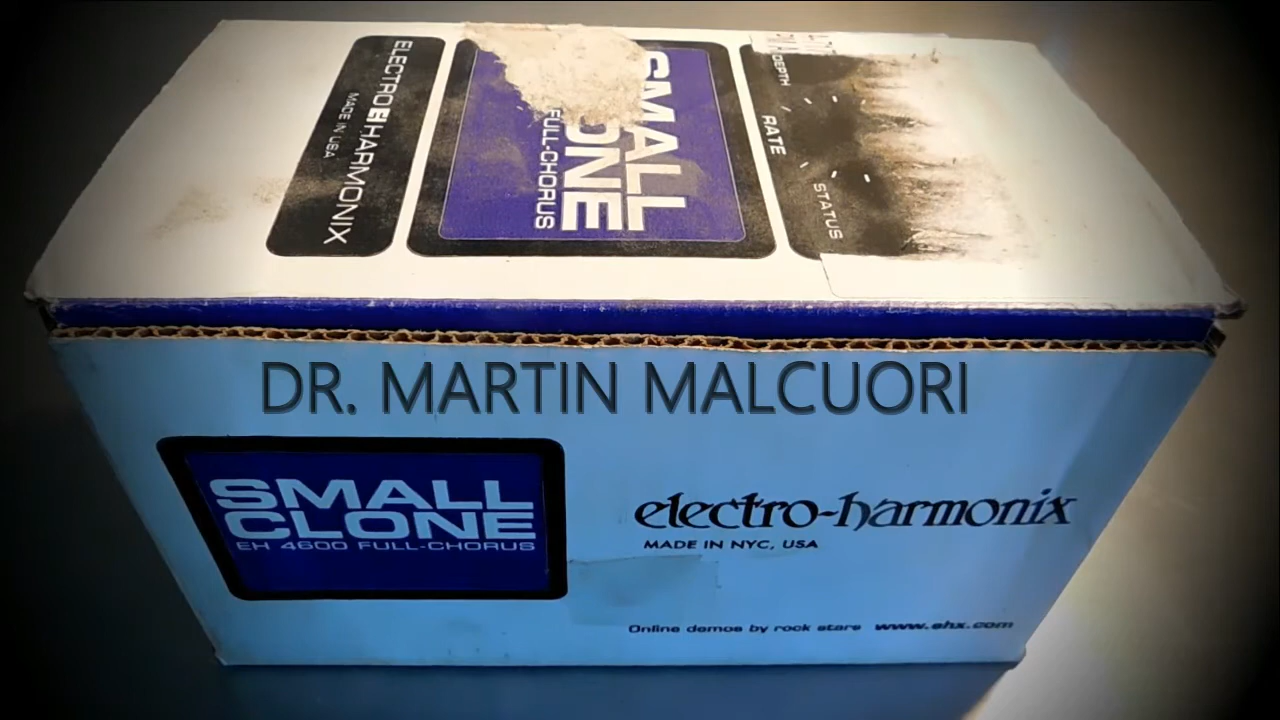 ELECTRO-HARMONIX
MADE IN USA
SMALL
FULL-CHORUS
DEPTH
RATE
STATUS
DR. MARTIN MALCUORI
SMALL
CLONE
EH 4600 FULL-CHORUS
electro-harmonix
MADE IN NYC, USA
Online demos by rock stars www.ehx.com